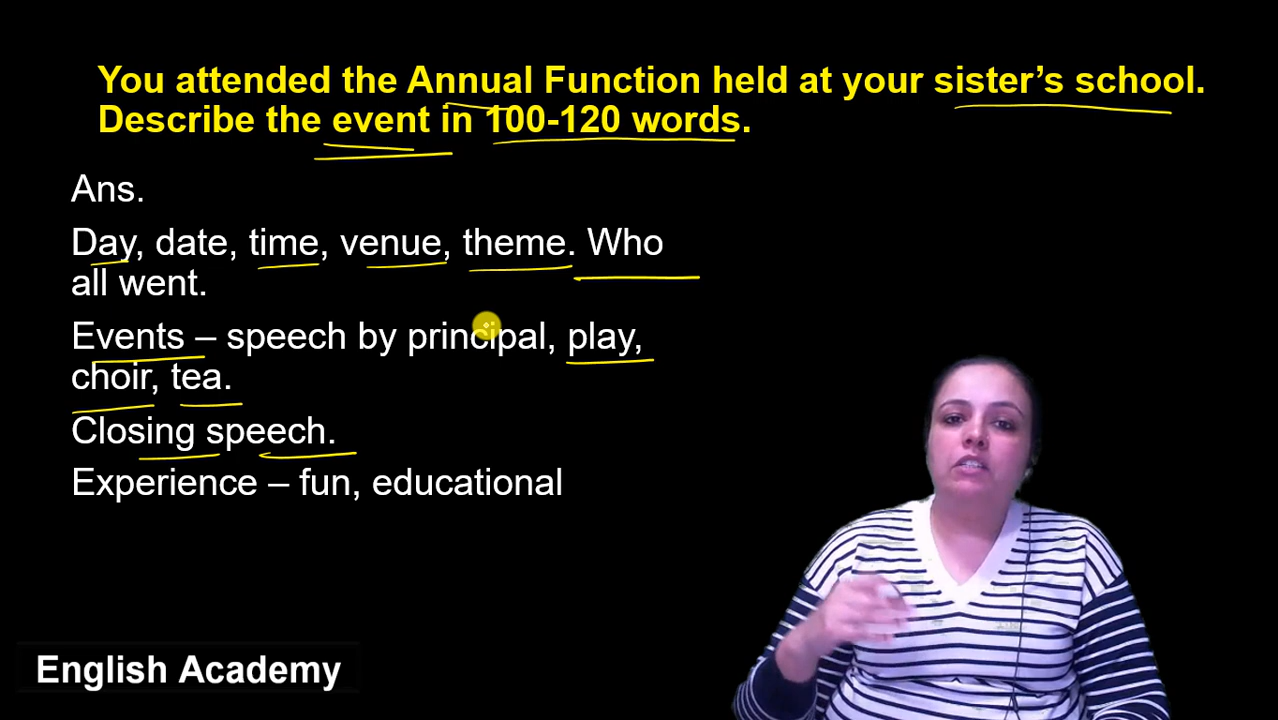 You attended the Annual Function held at your sister’s school.
Describe the event in 100-120 words.
Ans.
Day, date, time, venue, theme. Who
all went.
Events – speech by principal, play,
choir, tea.
Closing speech.
Experience – fun, educational
English Academy